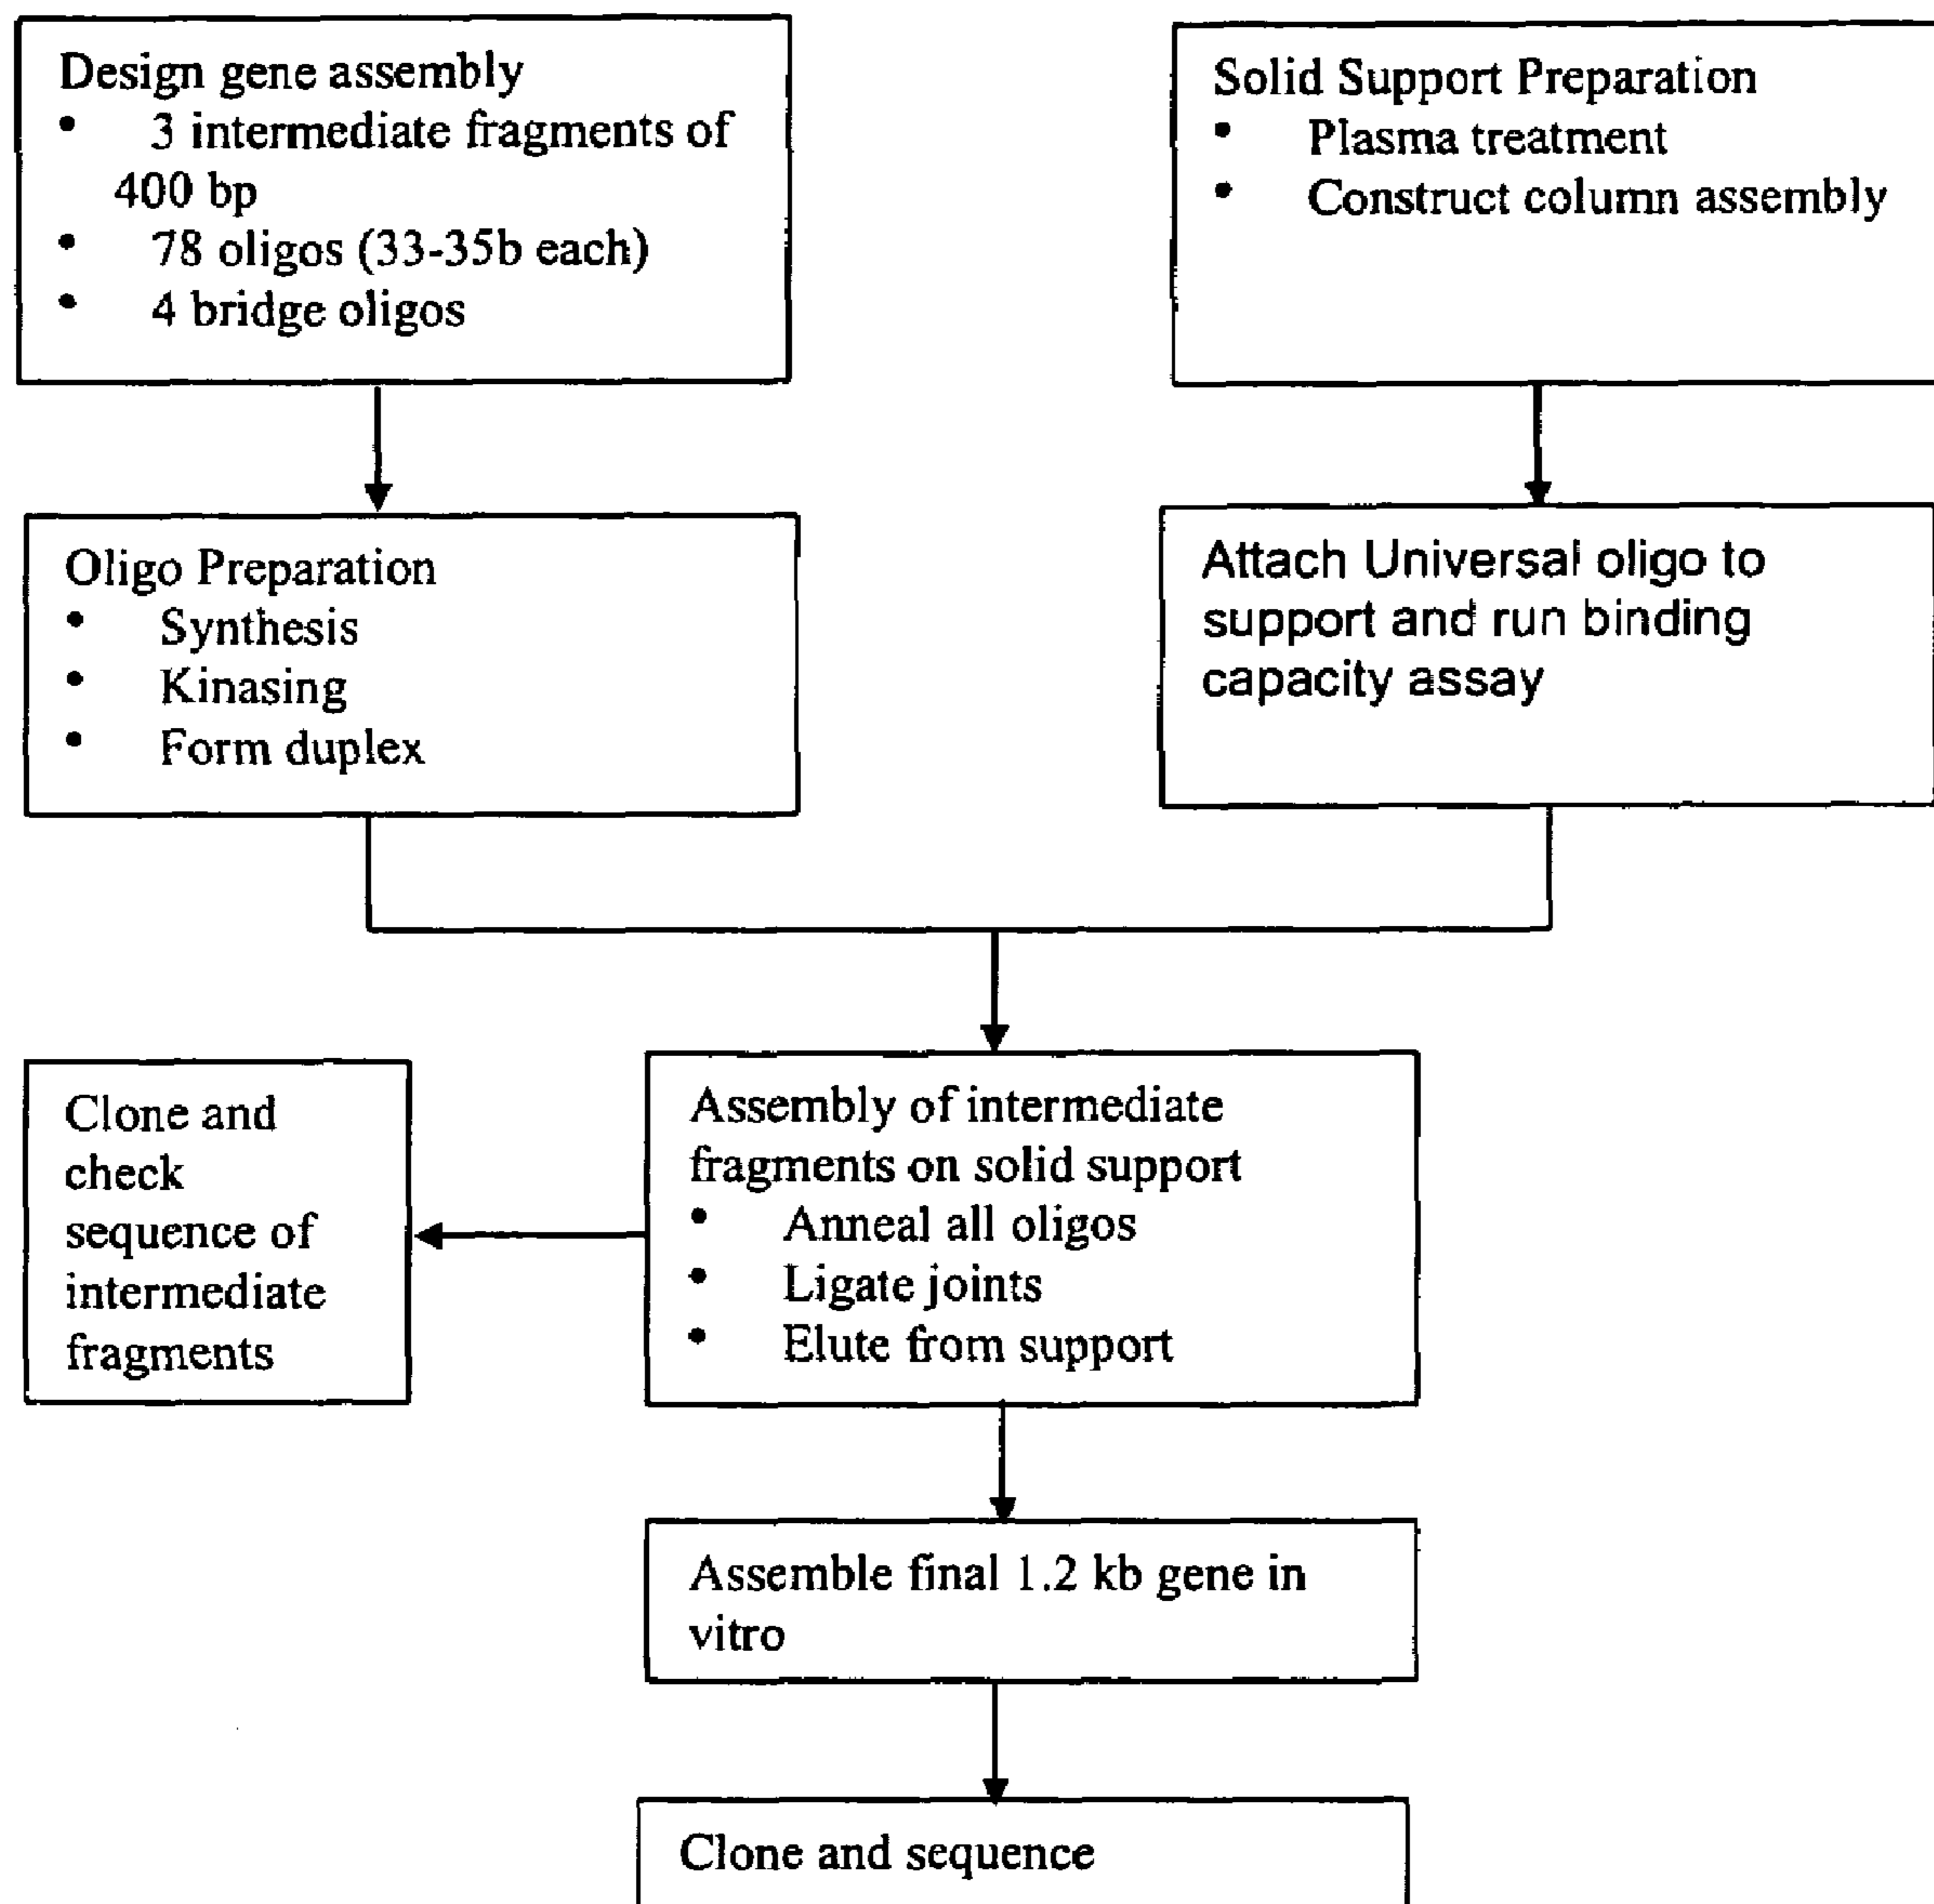 Design gene assembly
• 3 intermediate fragments of
400 bp
• 78 oligos (33-35b each)
• 4 bridge oligos
Solid Support Preparation
• Plasma treatment
• Construct column assembly
Oligo Preparation
• Synthesis
• Kinasing
• Form duplex
Attach Universal oligo to
support and run binding
capacity assay
Clone and
check
sequence of
intermediate
fragments
Assembly of intermediate
fragments on solid support
• Anneal all oligos
• Ligate joints
• Elute from support
Assemble final 1.2 kb gene in
vitro
Clone and sequence